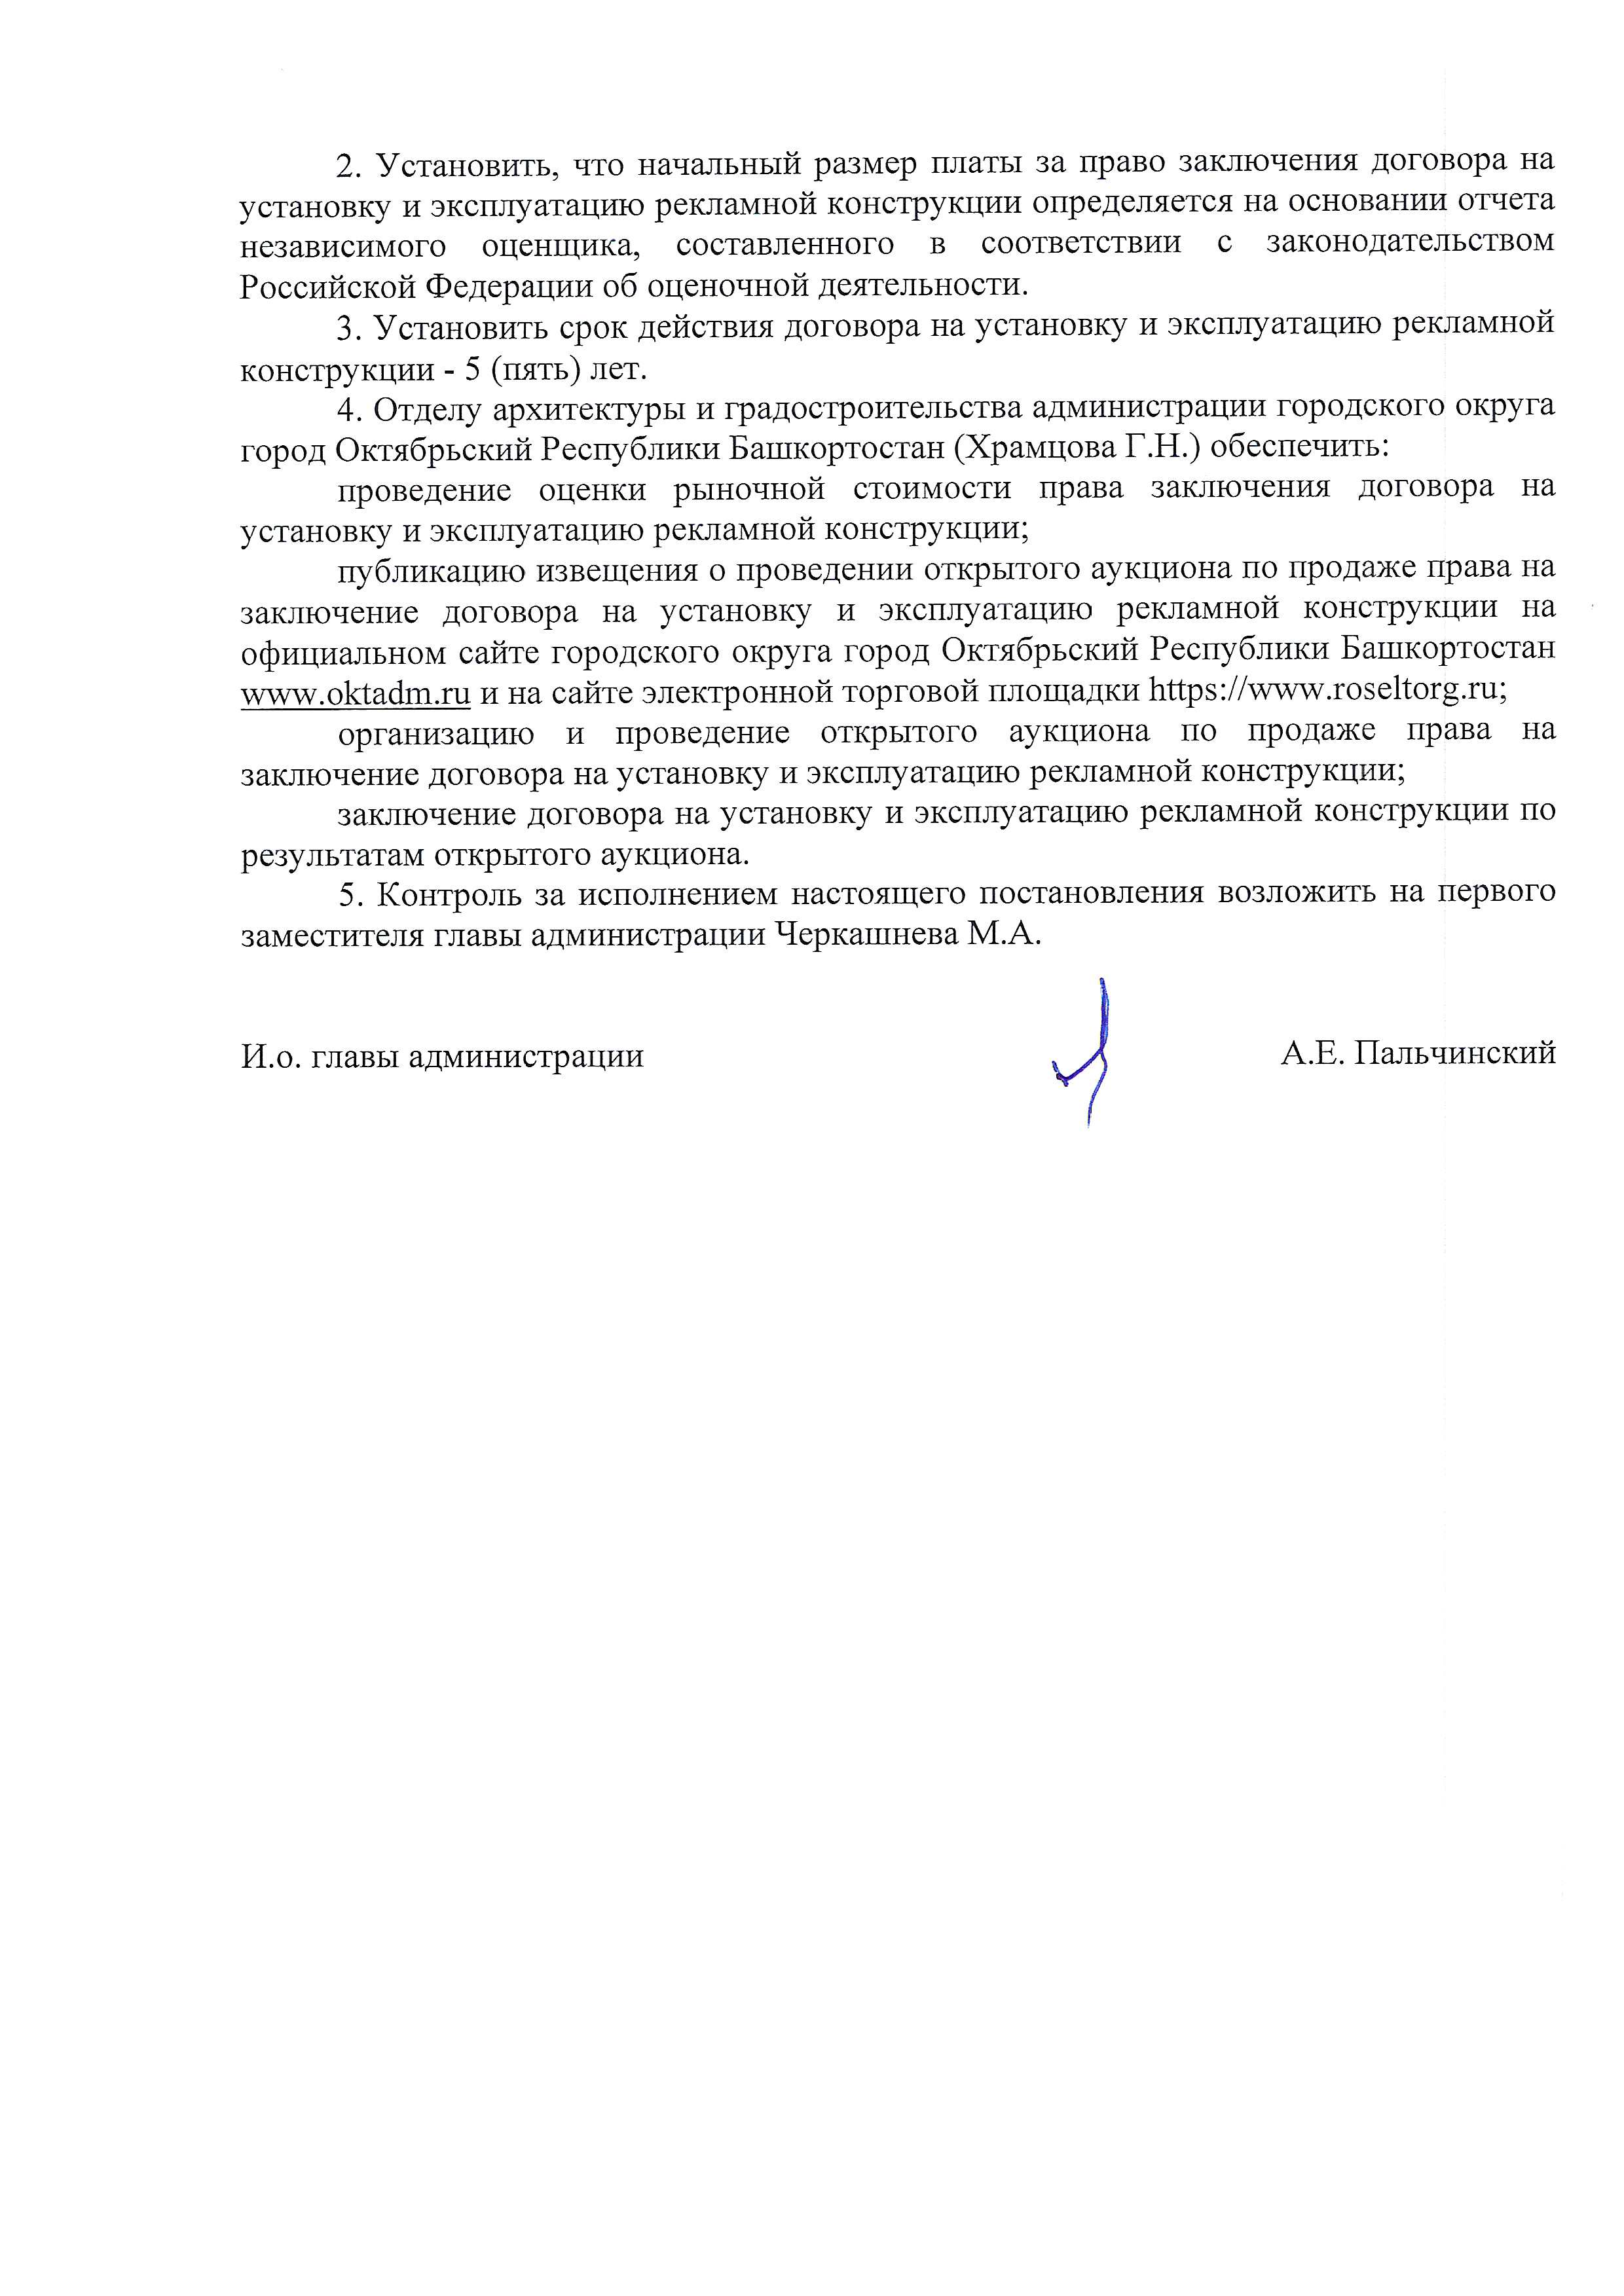 2. Установить, что начальный размер платы за право заключения договора на
установку и эксплуатацию рекламной конструкции определяется на основании отчета
независимого оценщика, составленного в соответствии с законодательством
Российской Федерации об оценочной деятельности.
3. Установить срок действия договора на установку и эксплуатацию рекламной
конструкции - 5 (пять) лет.
4. Отделу архитектуры и градостроительства администрации городского округа
город Октябрьский Республики Башкортостан (Храмцова Г.Н.) обеспечить:
проведение оценки рыночной стоимости права заключения договора на
установку и эксплуатацию рекламной конструкции;
публикацию извещения о проведении открытого аукциона по продаже права на
заключение договора на установку и эксплуатацию рекламной конструкции на
официальном сайте городского округа город Октябрьский Республики Башкортостан
www.oktadm.ru и на сайте электронной торговой площадки https://www.roseltorg.ru;
организацию и проведение открытого аукциона по продаже права на
заключение договора на установку и эксплуатацию рекламной конструкции;
заключение договора на установку и эксплуатацию рекламной конструкции по
результатам открытого аукциона.
5. Контроль за исполнением настоящего постановления возложить на первого
заместителя главы администрации Черкашнева М.А.
И.о. главы администрации А.Е. Пальчинский